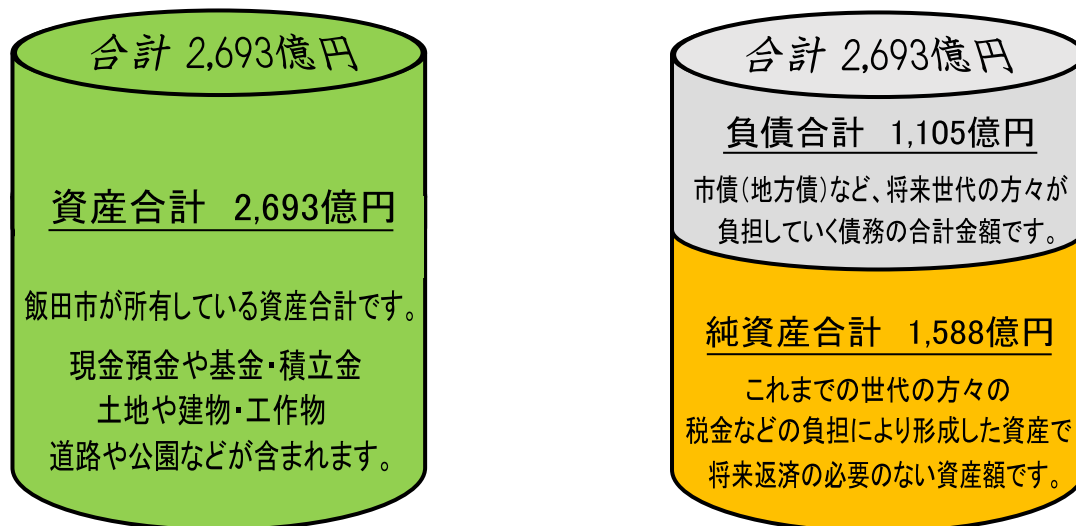 合計 2,693億円
資産合計 2,693億円
飯田市が所有している資産合計です。
現金預金や基金・積立金
土地や建物・工作物
道路や公園などが含まれます。
合計 2,693億円
負債合計 1,105億円
市債(地方債)など、将来世代の方々が
負担していく債務の合計金額です。
純資産合計 1,588億円
これまでの世代の方々の
税金などの負担により形成した資産で
将来返済の必要のない資産額です。